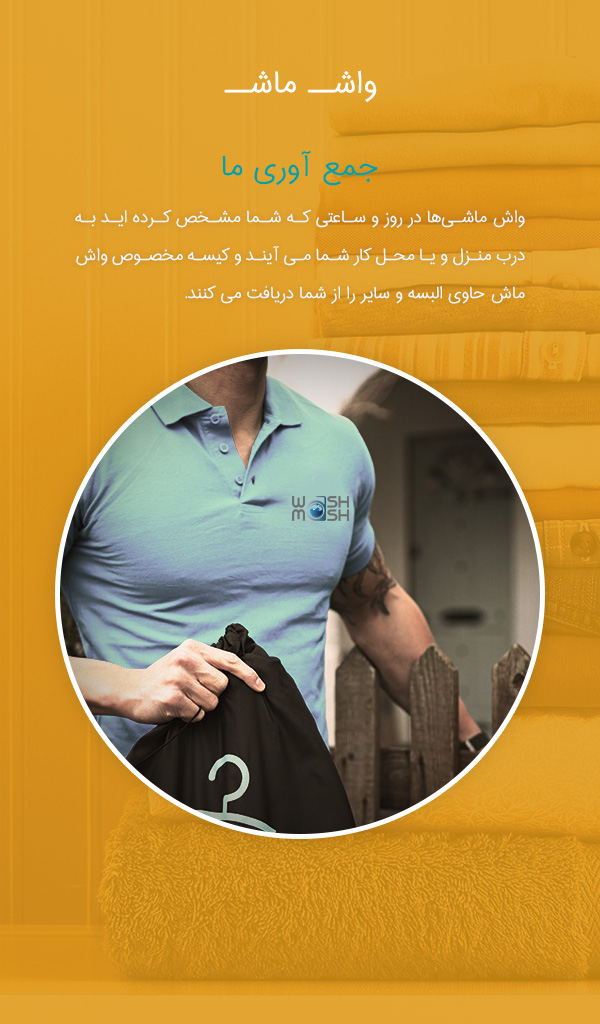 واش ماش
جمع آوری ما
واش ماشی‌ها در روز و ساعتی که شما مشخص کرده اید به
درب منزل و یا محل کار شما می آیند و کیسه مخصوص واش
ماش حاوی البسه و سایر را از شما دریافت می کنند.
WASH
MASH